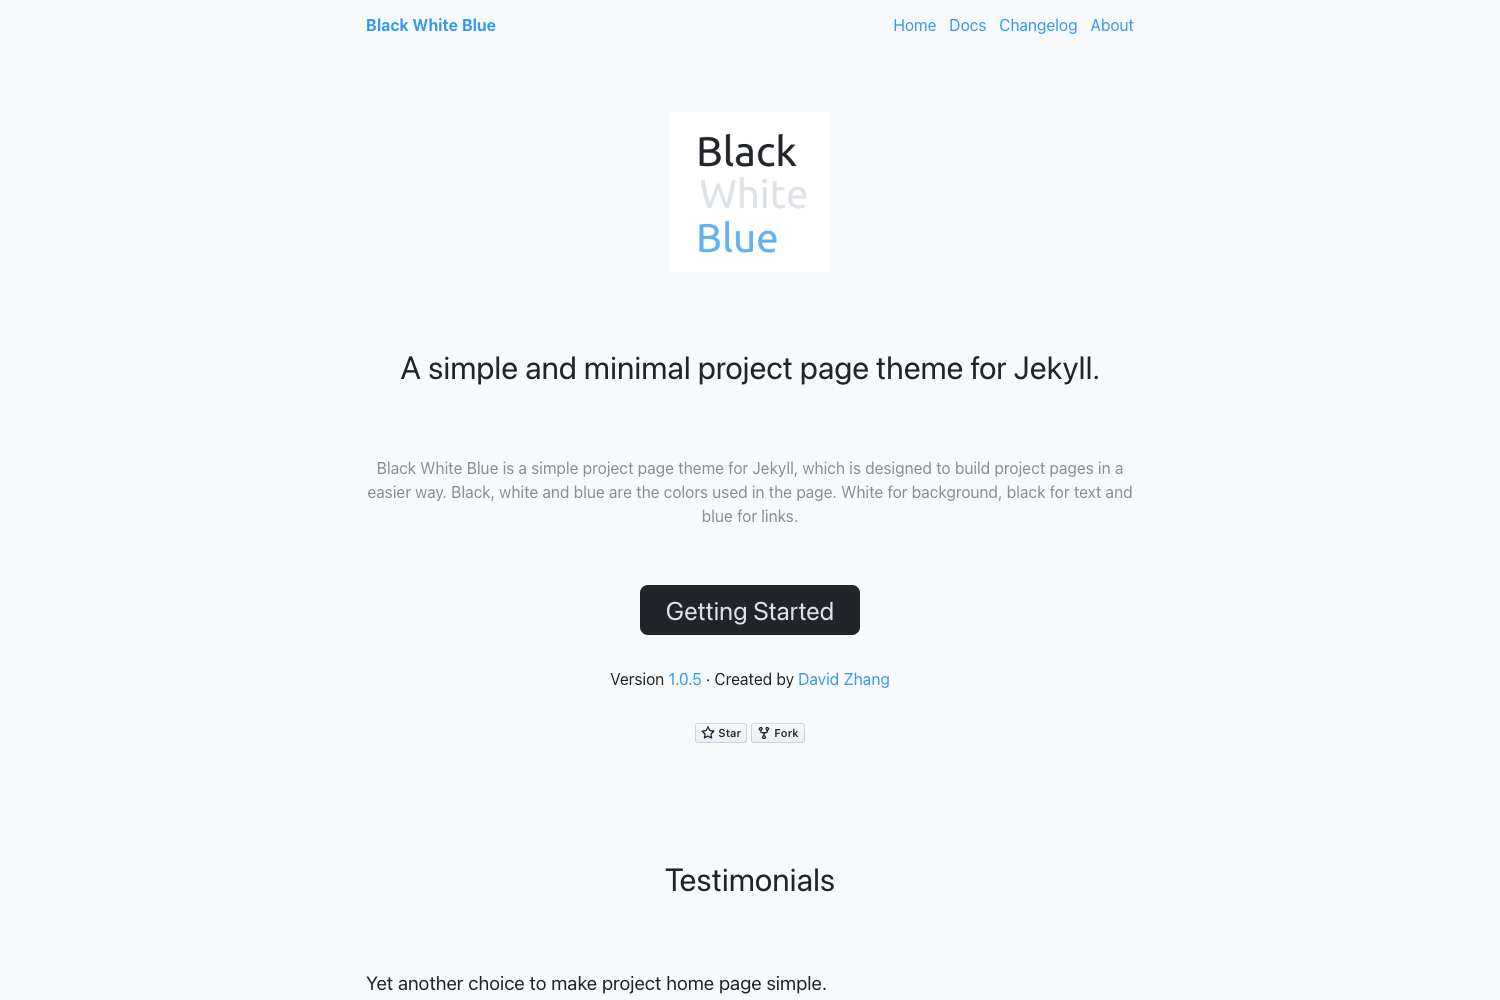 Black White Blue
Home Docs Changelog About
Black
White
Blue
A simple and minimal project page theme for Jekyll.
Black White Blue is a simple project page theme for Jekyll, which is designed to build project pages in a
easier way. Black, white and blue are the colors used in the page. White for background, black for text and
blue for links.
Getting Started
Version 1.0.5 · Created by David Zhang
Star Fork
Testimonials
Yet another choice to make project home page simple.